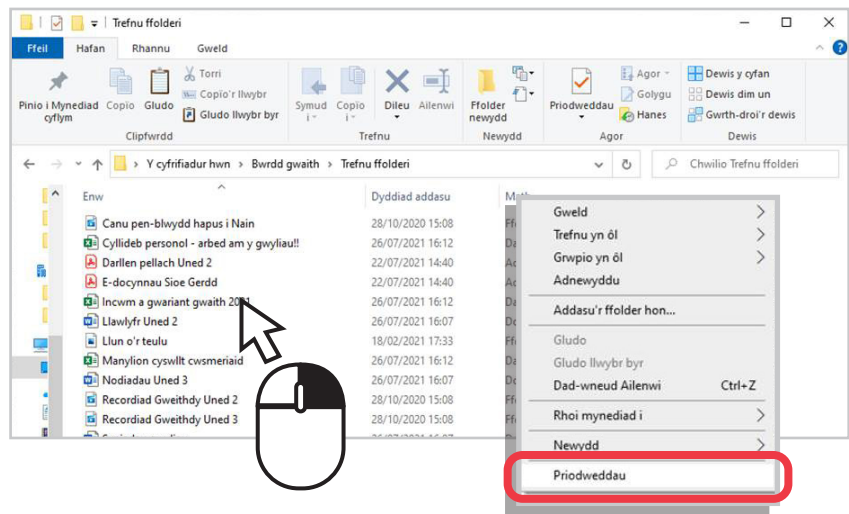 Trefnu ffolderi
Ffeil Hafan Rhannu Gweld
Pinio i Mynediad cyflym
Copïo
Gludo
Torri
Copïo'r llwybr
Gludo llwybr byr
Clipfwrdd
Symud i
Copïo i
Dileu
Ailenwi
Trefnu
Ffolder newydd
Newydd
Priodweddau
Agor
Golygu
Hanes
Agor
Dewis y cyfan
Dewis dim un
Gwrth-droi'r dewis
Dewis
Y cyfrifiadur hwn > Bwrdd gwaith > Trefnu ffolderi
Chwilio Trefnu ffolderi
Enw Dyddiad addasu
Canu pen-blwydd hapus i Nain 28/10/2020 15:08
Cyllideb personol - arbed am y gwyliau!! 26/07/2021 16:12
Darllen pellach Uned 2 22/07/2021 14:40
E-docynnau Sioe Gerdd 22/07/2021 14:40
Incwm a gwariant gwaith 2021 26/07/2021 16:12
Llawlyfr Uned 2 26/07/2021 16:07
Llun o'r teulu 18/02/2021 17:33
Manylion cyswllt cwsmeriaid 26/07/2021 16:12
Nodiadau Uned 3 26/07/2021 16:07
Recordiad Gweithdy Uned 2 28/10/2020 15:08
Recordiad Gweithdy Uned 3 28/10/2020 15:08
Gweld
Trefnu yn ôl
Grwpio yn ôl
Adnewyddu
Addasu'r ffolder hon...
Gludo
Gludo llwybr byr
Dad-wneud Ailenwi Ctrl+Z
Rhoi mynediad i
Newydd
Priodweddau